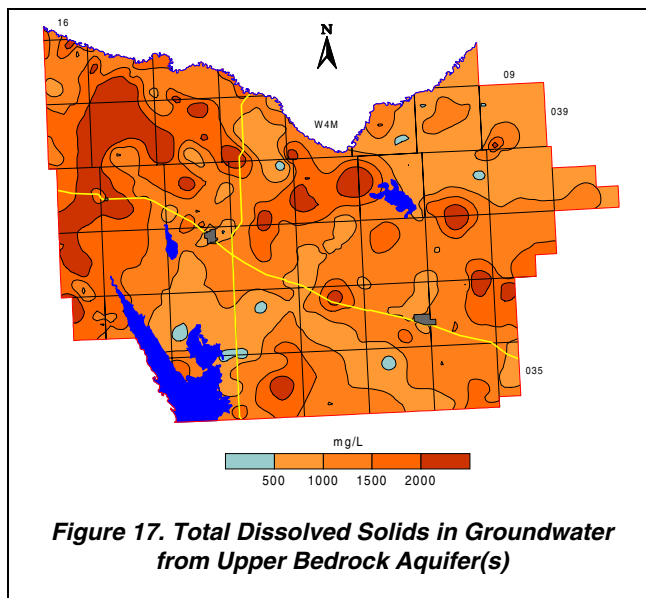 16
N
09
039
W4M
035
mg/L
500 1000 1500 2000
Figure 17. Total Dissolved Solids in Groundwater
from Upper Bedrock Aquifer(s)